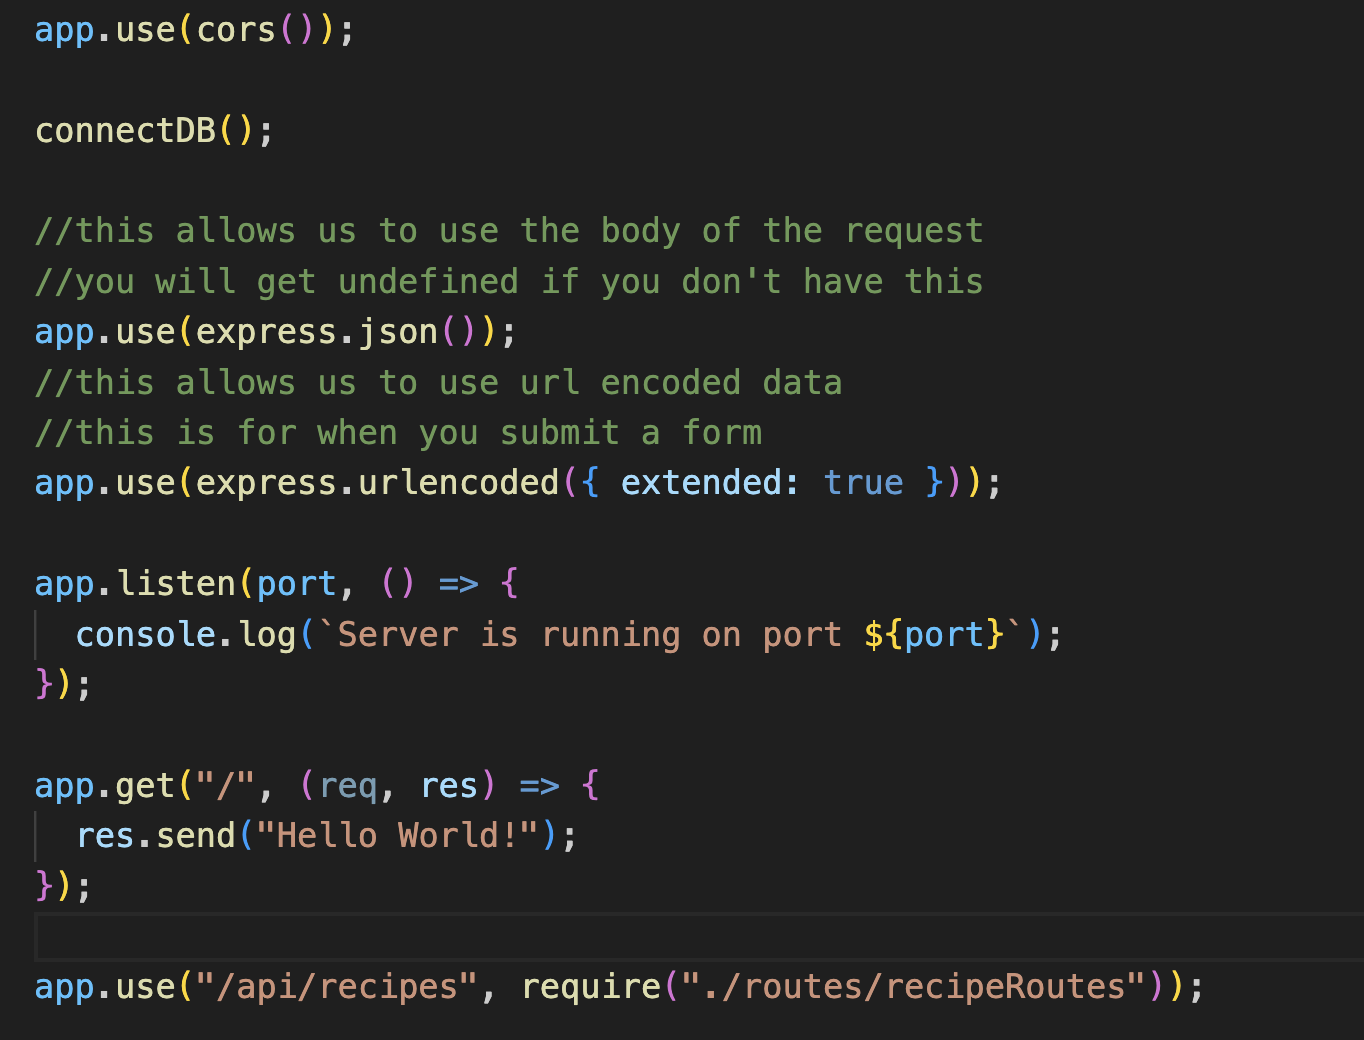 app.use(cors());
connectDB();
//this allows us to use the body of the request
//you will get undefined if you don't have this
app.use(express.json());
//this allows us to use url encoded data
//this is for when you submit a form
app.use(express.urlencoded({ extended: true }));
app.listen(port, () => {
  console.log(`Server is running on port ${port}`);
});
app.get("/", (req, res) => {
  res.send("Hello World!");
});
app.use("/api/recipes", require("./routes/recipeRoutes"));